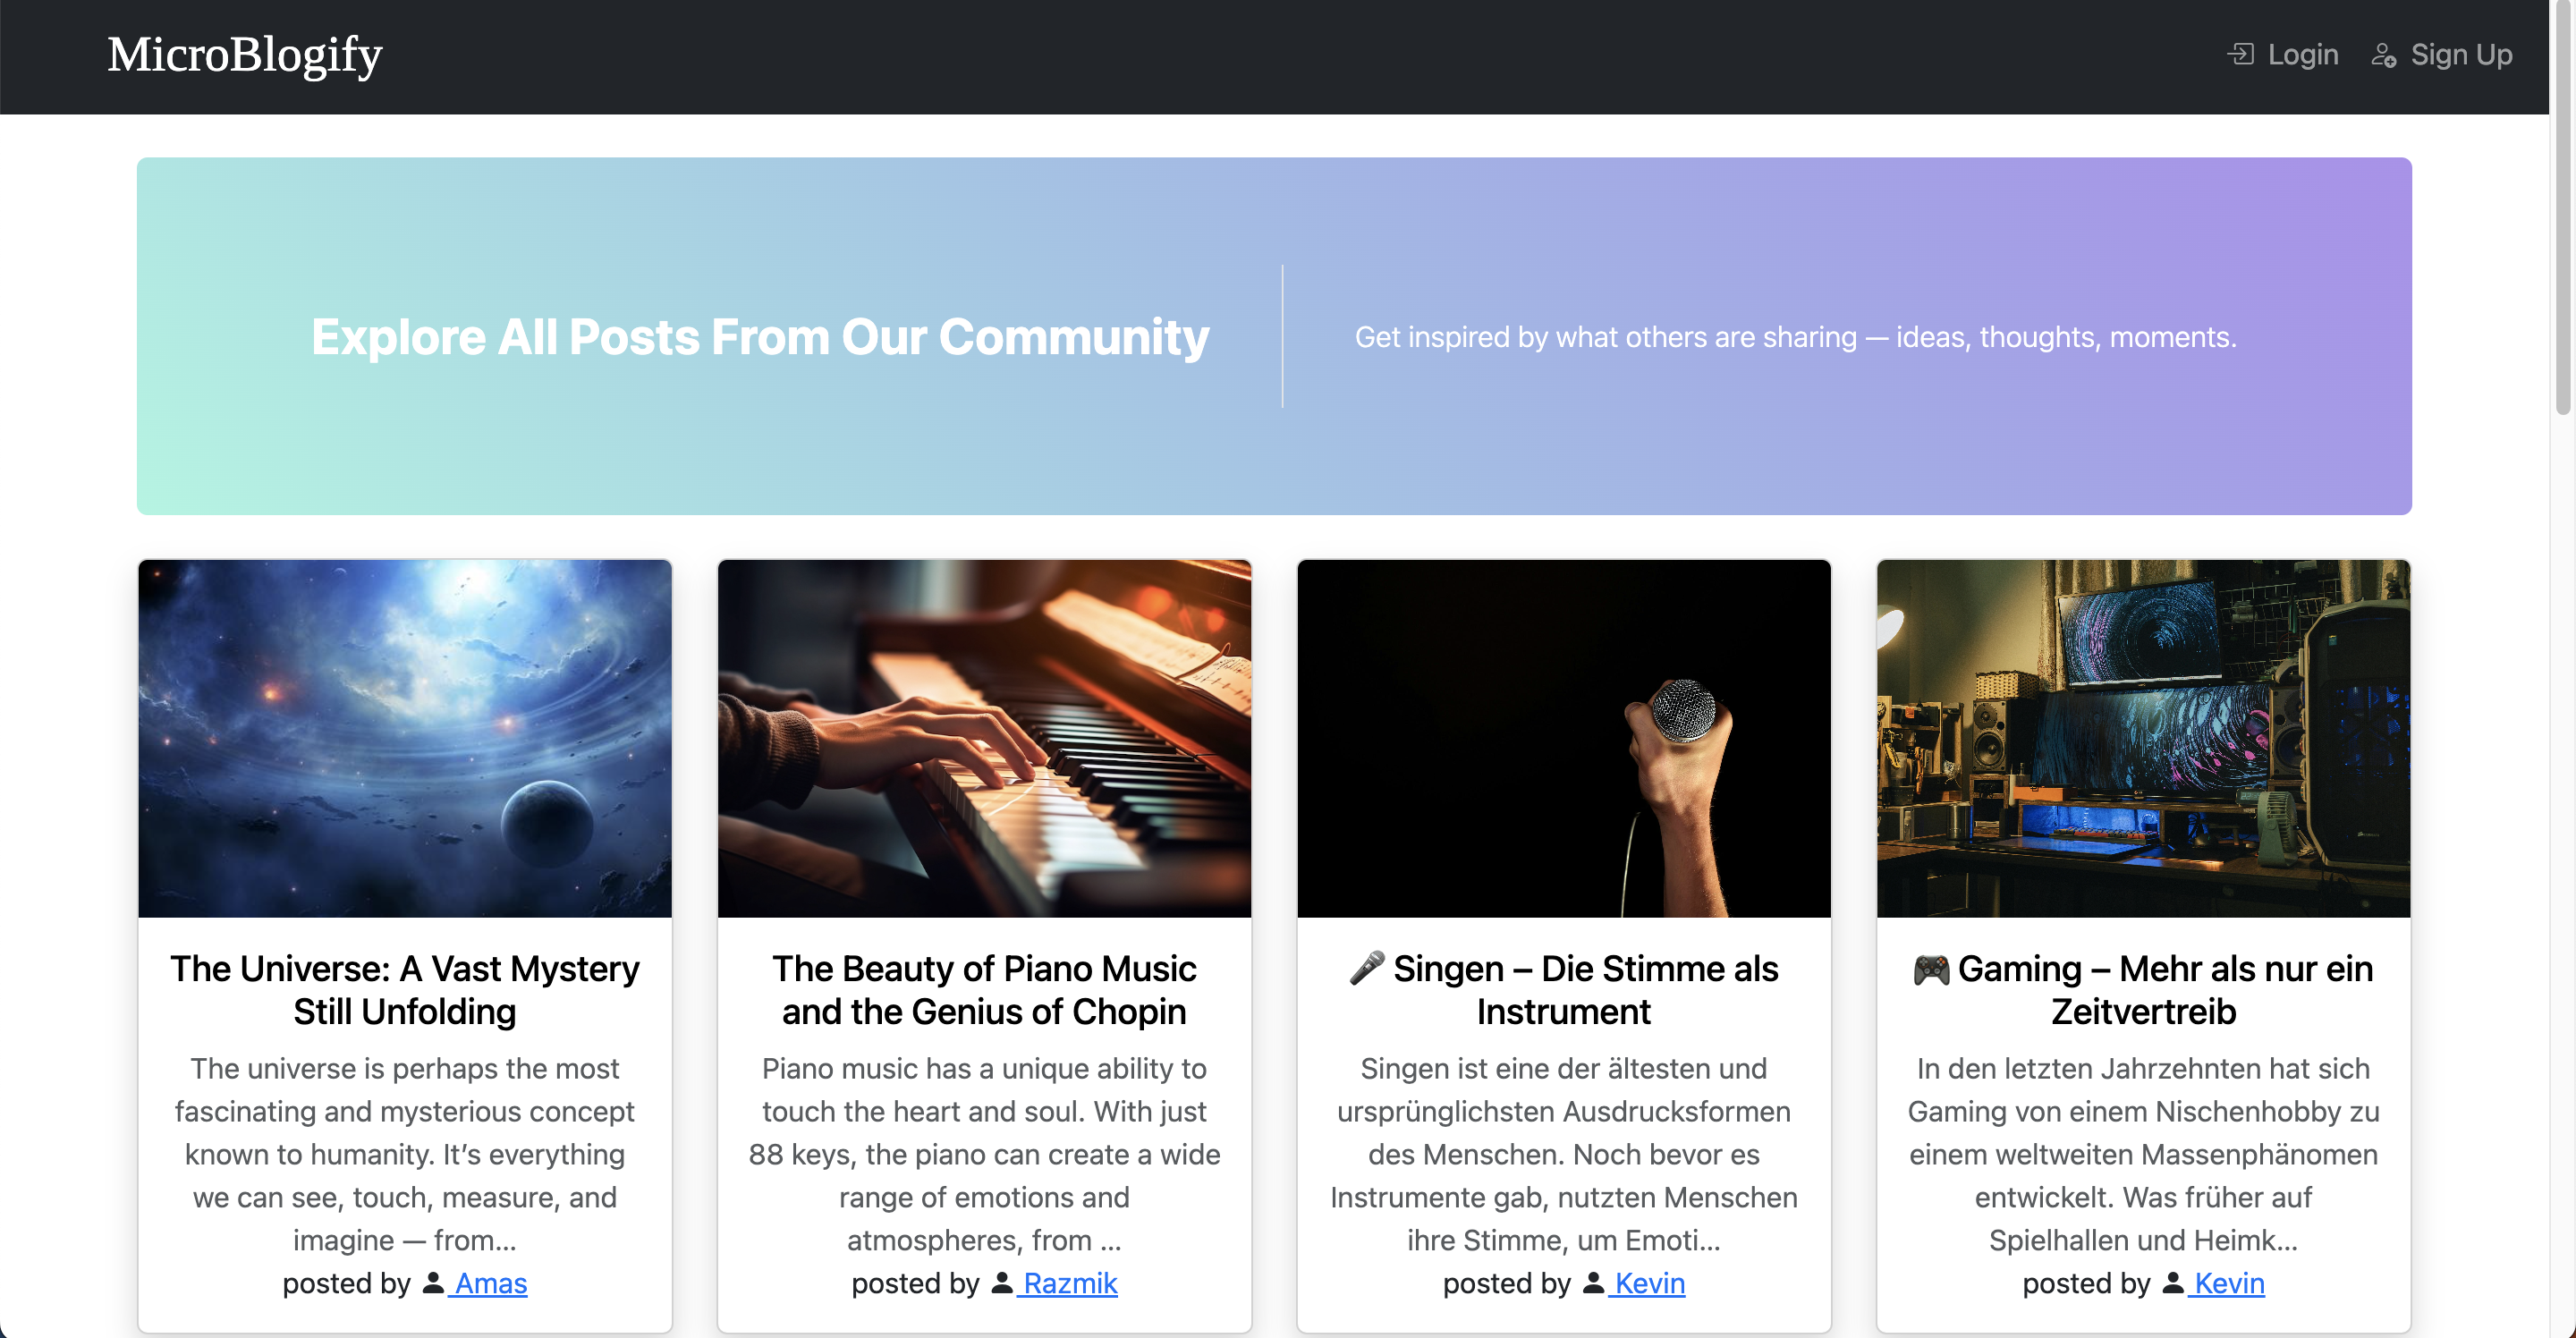 MicroBlogify
Login
Sign Up
Explore All Posts From Our Community
Get inspired by what others are sharing — ideas, thoughts, moments.
The Universe: A Vast Mystery
Still Unfolding
The universe is perhaps the most
fascinating and mysterious concept
known to humanity. It’s everything
we can see, touch, measure, and
imagine — from...
posted by Amas
The Beauty of Piano Music
and the Genius of Chopin
Piano music has a unique ability to
touch the heart and soul. With just
88 keys, the piano can create a wide
range of emotions and
atmospheres, from ...
posted by Razmik
🎤 Singen – Die Stimme als
Instrument
Singen ist eine der ältesten und
ursprünglichsten Ausdrucksformen
des Menschen. Noch bevor es
Instrumente gab, nutzten Menschen
ihre Stimme, um Emoti...
posted by Kevin
🎮 Gaming – Mehr als nur ein
Zeitvertreib
In den letzten Jahrzehnten hat sich
Gaming von einem Nischenhobby zu
einem weltweiten Massenphänomen
entwickelt. Was früher auf
Spielhallen und Heimk...
posted by Kevin